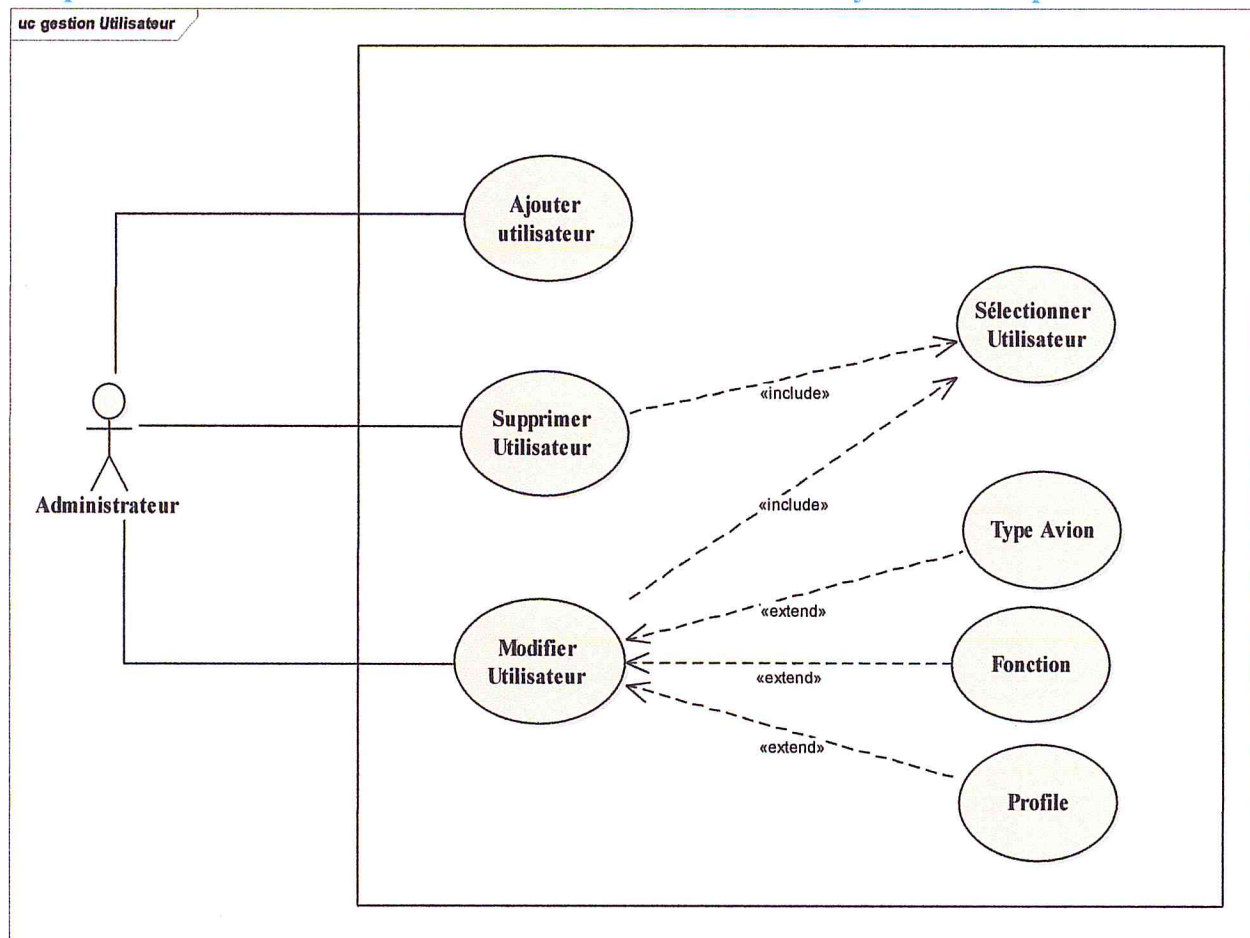 uc gestion Utilisateur
Ajouter
utilisateur
Sélectionner
Utilisateur
«include»
Supprimer
Utilisateur
Administrateur
«include»
Type Avion
«extend»
Modifier
Utilisateur
Fonction
«extend»
«extend»
Profile